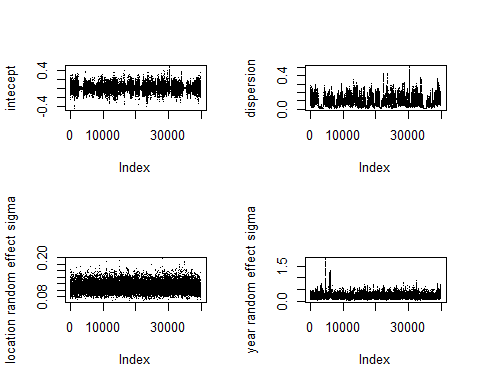 intecept
0.4
-0.4
0 10000 30000
Index
dispersion
0.4
0.0
0 10000 30000
Index
location random effect sigma
0.20
0.08
0 10000 30000
Index
year random effect sigma
1.5
0.0
0 10000 30000
Index